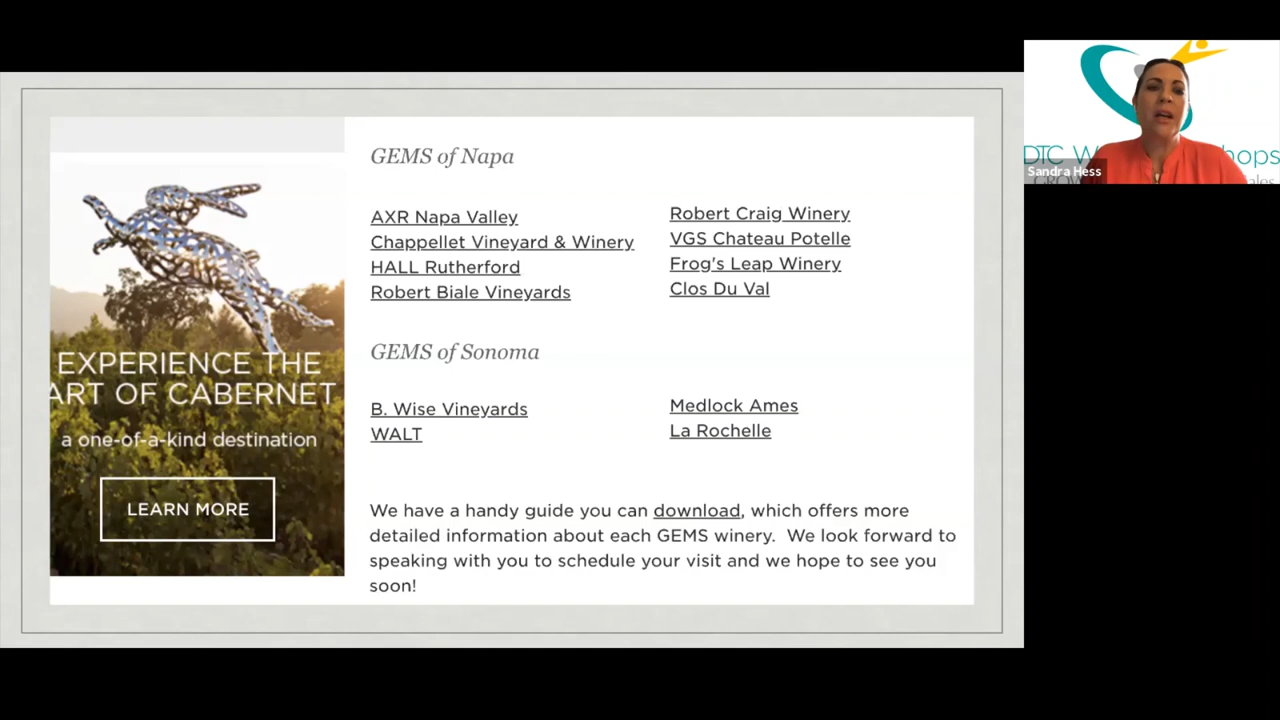 GEMS of Napa
AXR Napa Valley
Chappellet Vineyard & Winery
HALL Rutherford
Robert Biale Vineyards
Robert Craig Winery
VGS Chateau Potelle
Frog's Leap Winery
Clos Du Val
GEMS of Sonoma
B. Wise Vineyards
WALT
Medlock Ames
La Rochelle
We have a handy guide you can download, which offers more
detailed information about each GEMS winery.  We look forward to
speaking with you to schedule your visit and we hope to see you
soon!
EXPERIENCE THE
ART OF CABERNET
a one-of-a-kind destination
LEARN MORE
DTC
Sandra Hess